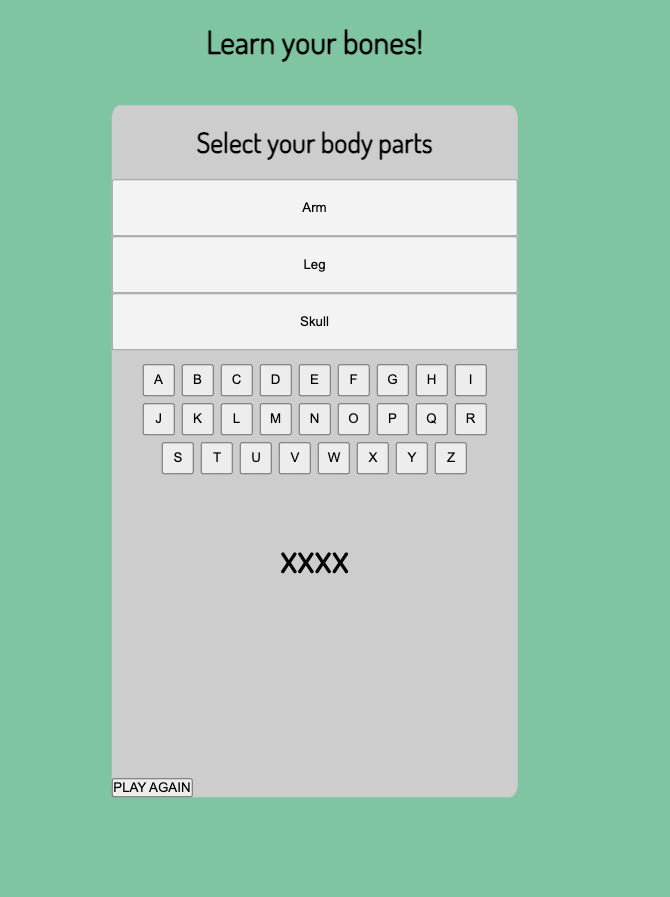 Learn your bones!
Select your body parts
Arm
Leg
Skull
A B C D E F G H I
J K L M N O P Q R
S T U V W X Y Z
XXXX
PLAY AGAIN